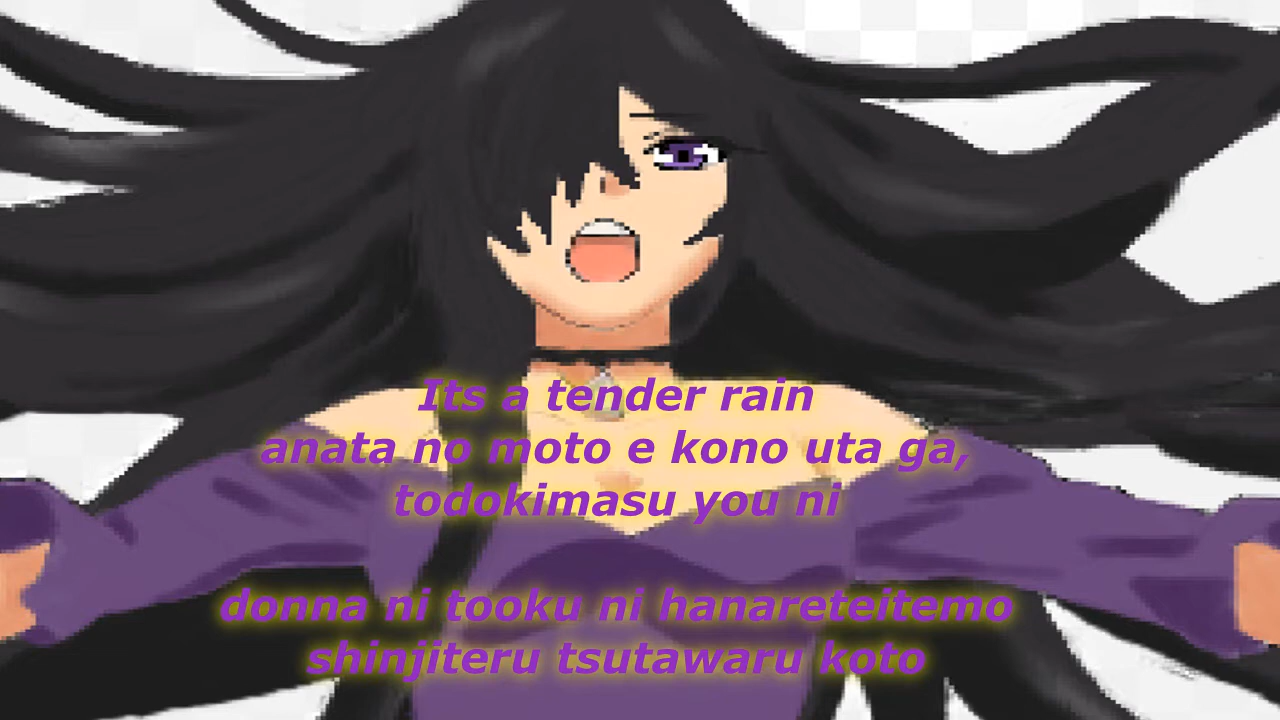 Its a tender rain
anata no moto e kono uta ga,
todokimasu you ni
donna ni tooku ni hanareteitemo
shinjiteru tsutawaru koto